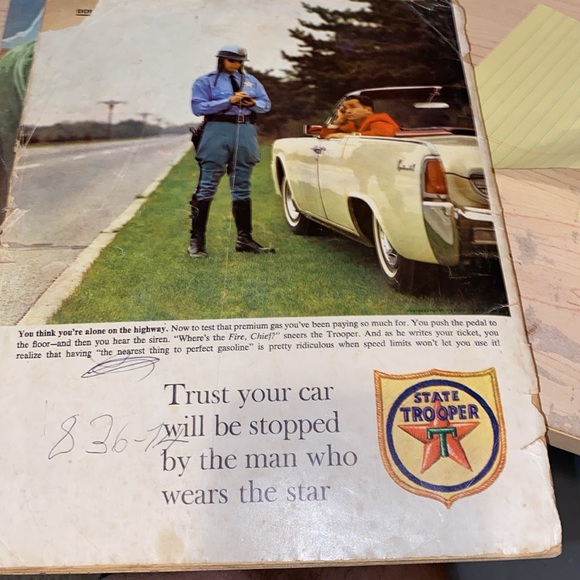 You think you're alone on the highway. Now to test that premium gas you've been paying so much for. You push the pedal to
the floor—and then you hear the siren. "Where's the Fire, Chief?" sneers the Trooper. And as he writes your ticket, you
realize that having "the nearest thing to perfect gasoline" is pretty ridiculous when speed limits won't let you use it!
Trust your car
will be stopped
by the man who
wears the star
STATE
TROOPER
T